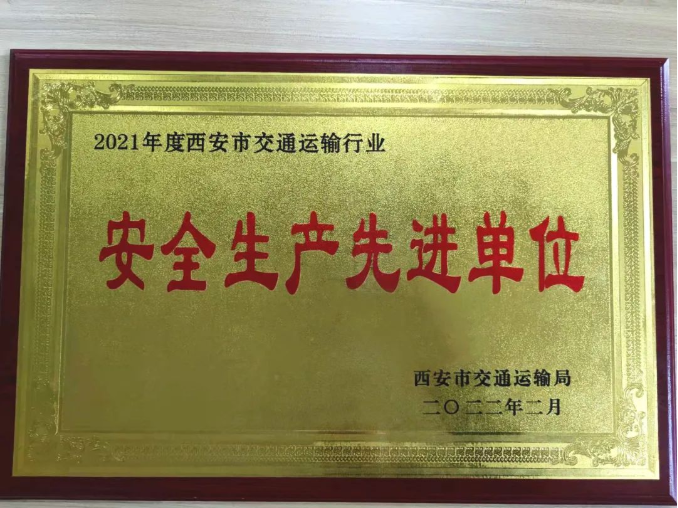 2021年度西安市交通运输行业
安全生产先进单位
西安市交通运输局
二〇二二年二月